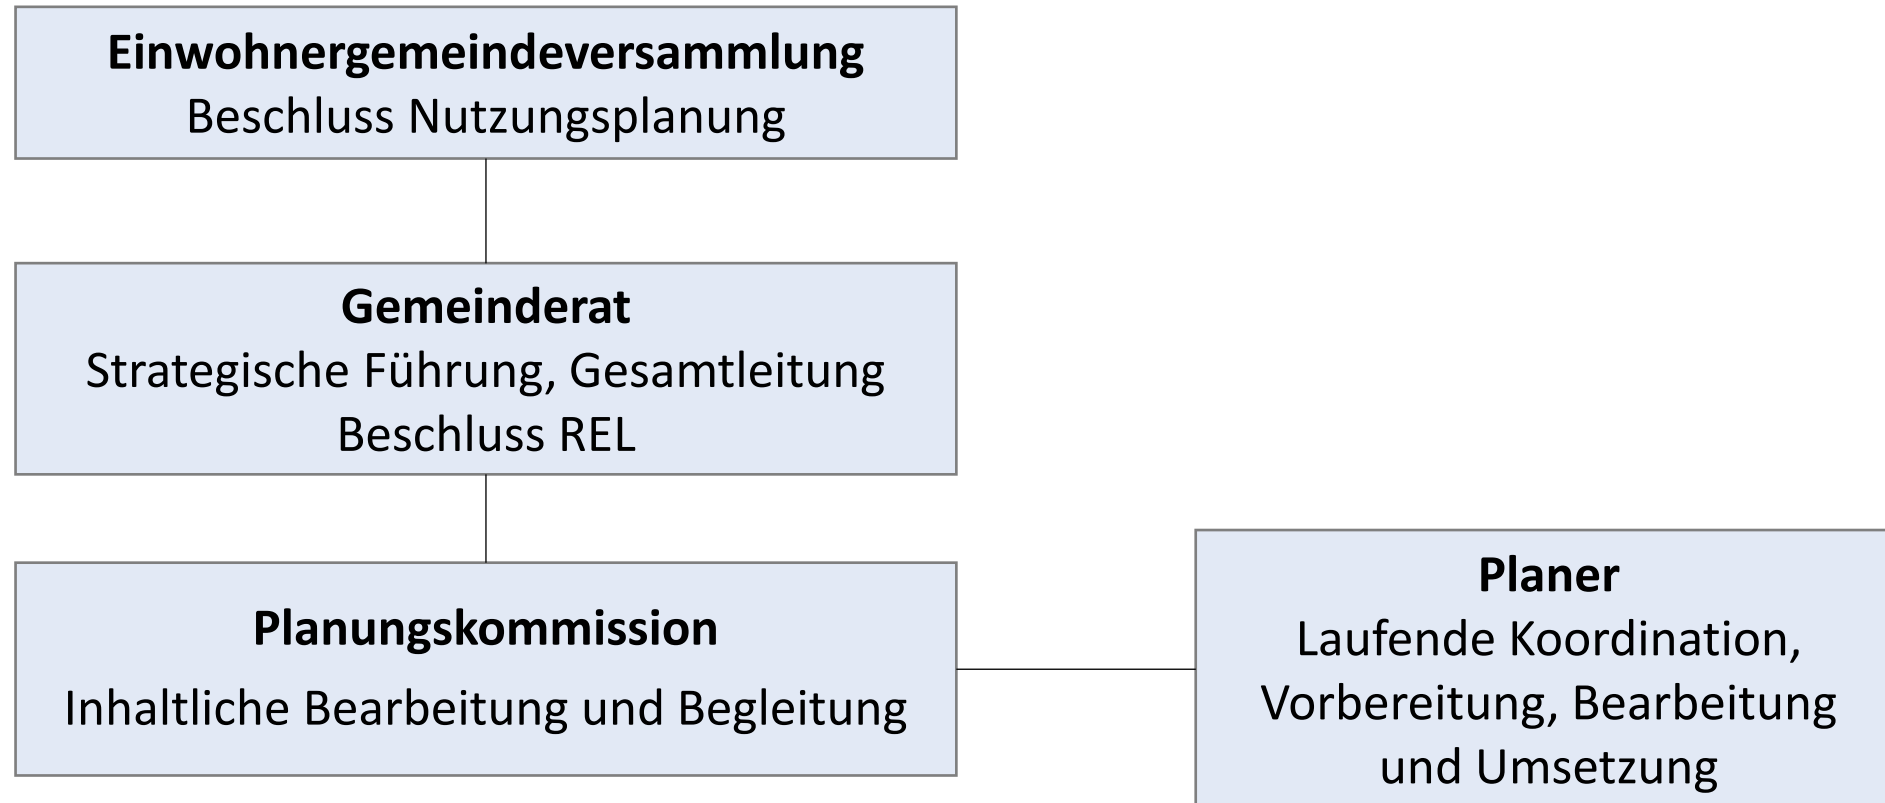 Einwohnergemeindeversammlung
Beschluss Nutzungsplanung
Gemeinderat
Strategische Führung, Gesamtleitung
Beschluss REL
Planungskommission
Inhaltliche Bearbeitung und Begleitung
Planer
Laufende Koordination,
Vorbereitung, Bearbeitung
und Umsetzung